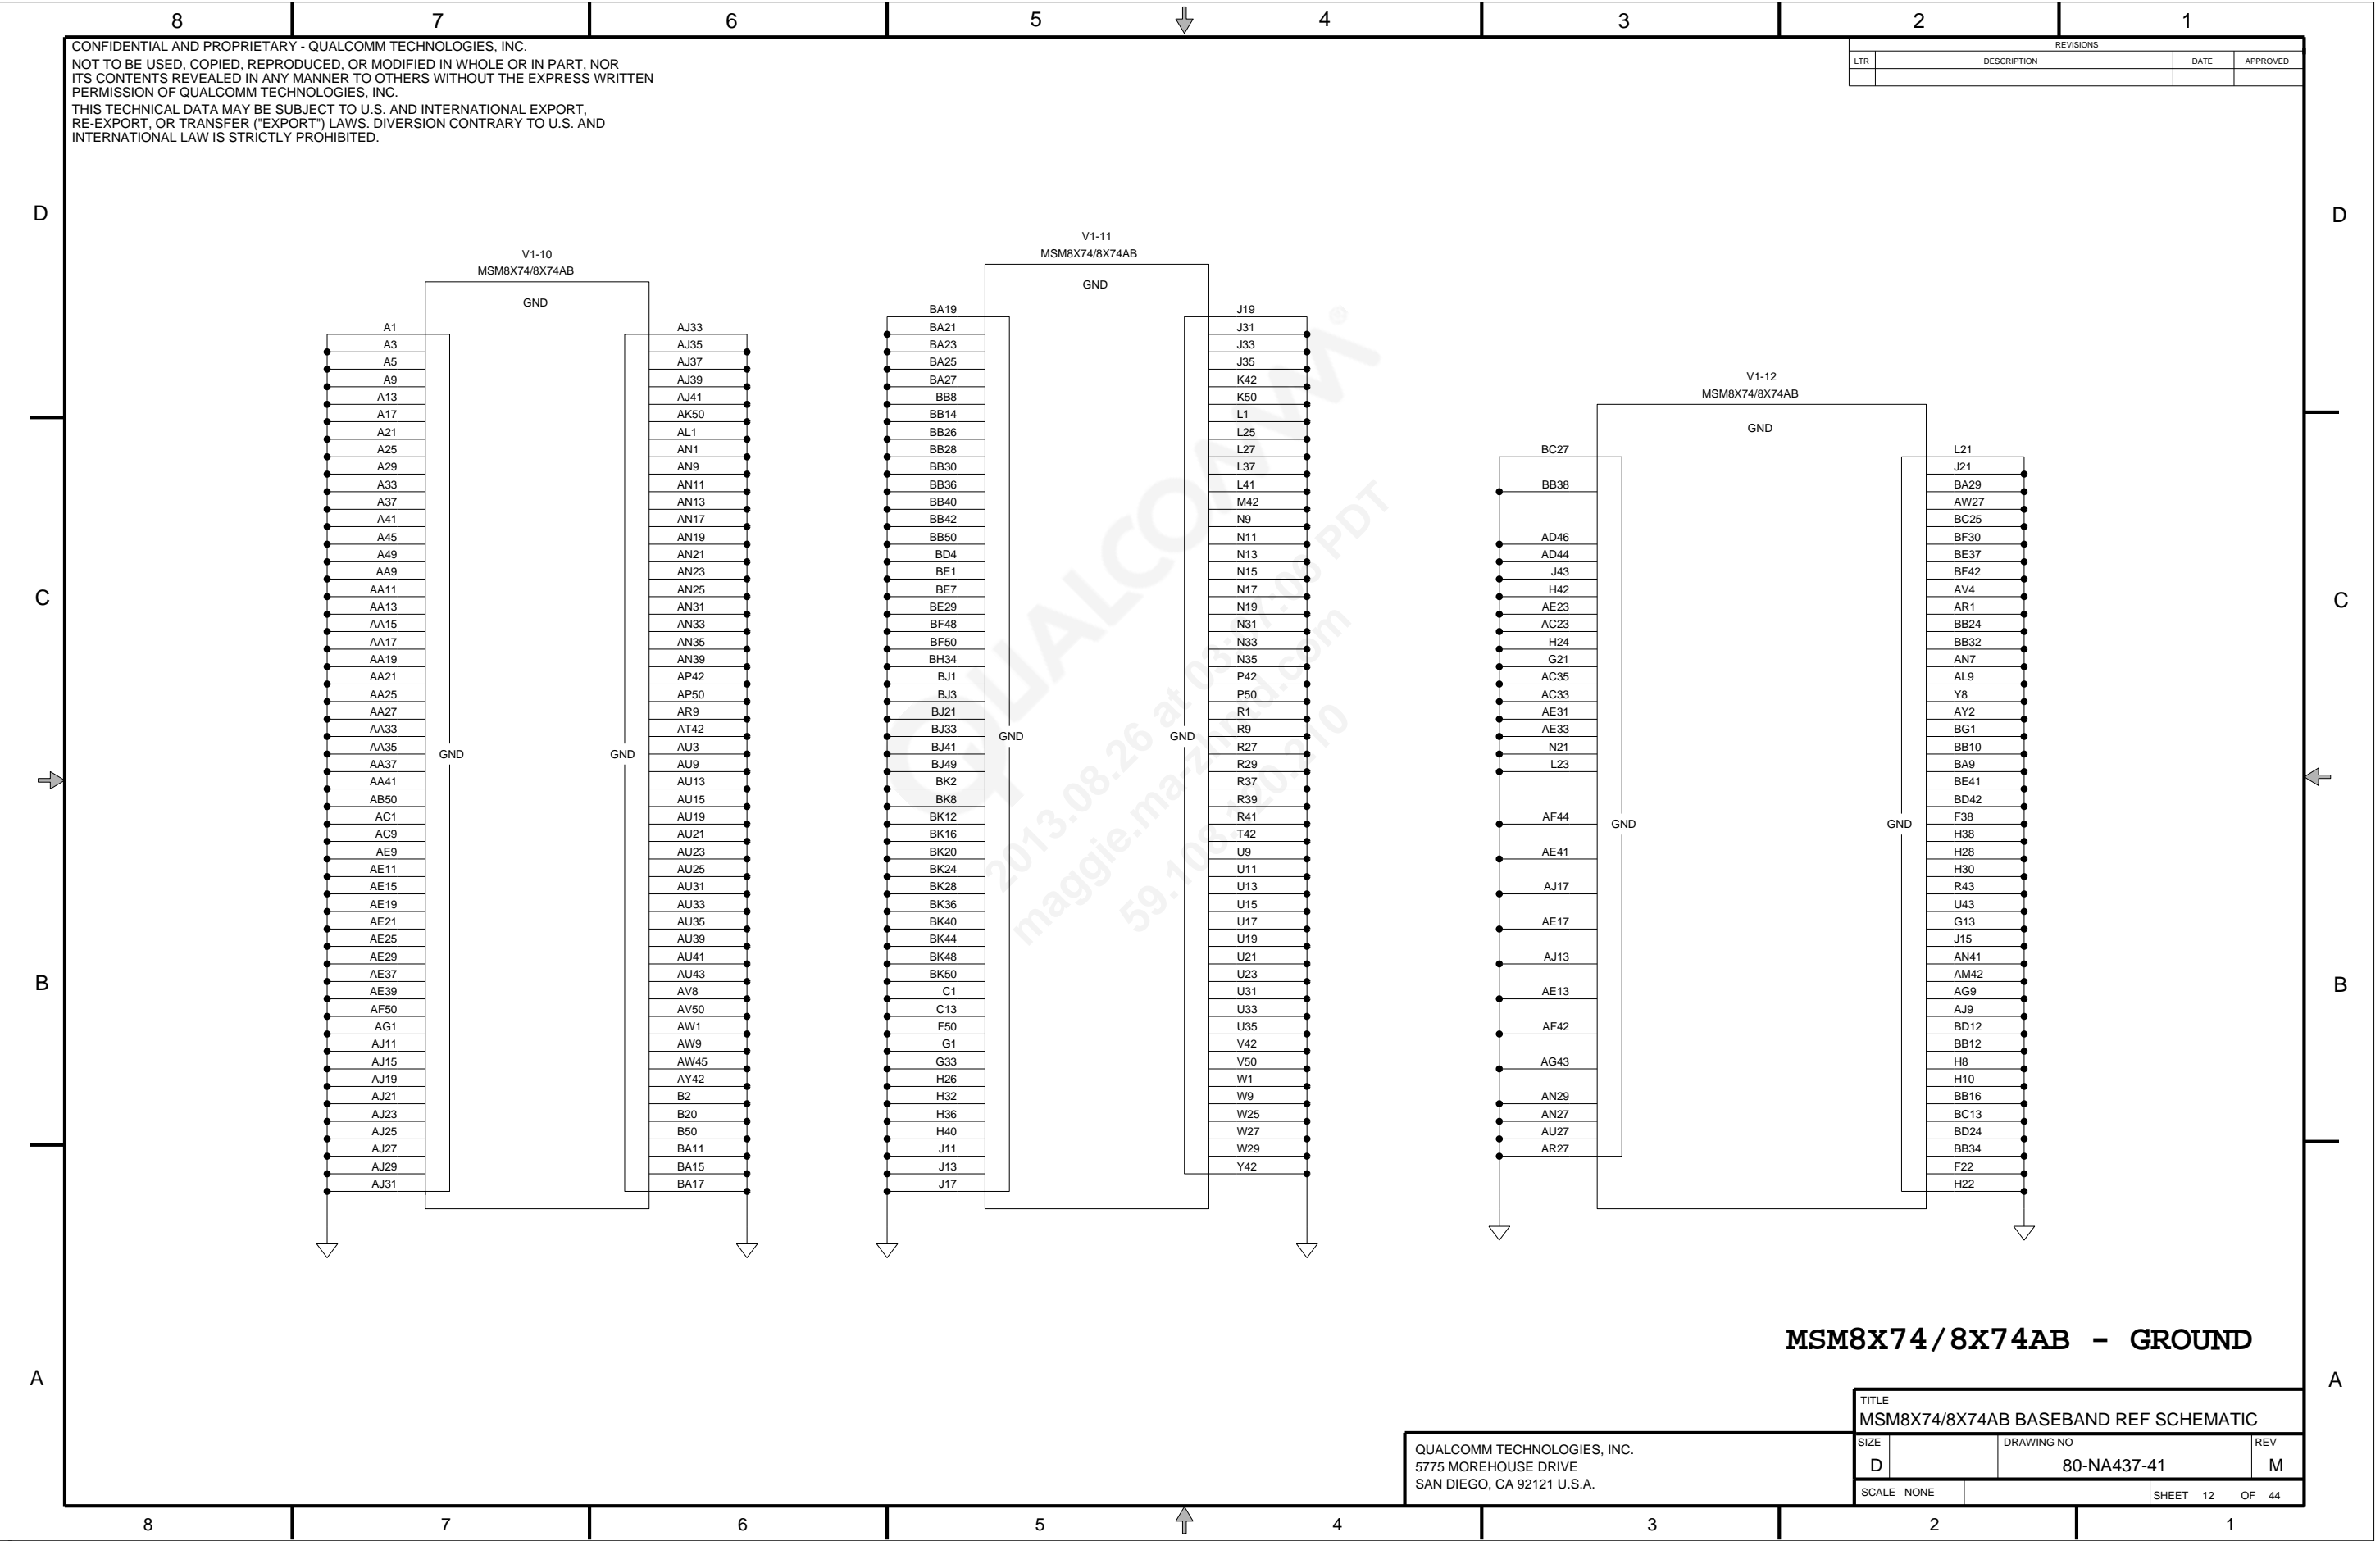 8 7 6 5 4 3 2 1
CONFIDENTIAL AND PROPRIETARY - QUALCOMM TECHNOLOGIES, INC.
NOT TO BE USED, COPIED, REPRODUCED, OR MODIFIED IN WHOLE OR IN PART, NOR
ITS CONTENTS REVEALED IN ANY MANNER TO OTHERS WITHOUT THE EXPRESS WRITTEN
PERMISSION OF QUALCOMM TECHNOLOGIES, INC.
THIS TECHNICAL DATA MAY BE SUBJECT TO U.S. AND INTERNATIONAL EXPORT,
RE-EXPORT, OR TRANSFER ("EXPORT") LAWS. DIVERSION CONTRARY TO U.S. AND
INTERNATIONAL LAW IS STRICTLY PROHIBITED.
REVISIONS
LTR DESCRIPTION DATE APPROVED
D
D
C
C
B
B
A
A
V1-10
MSM8X74/8X74AB
GND
A1
A3
A5
A9
A13
A17
A21
A25
A29
A33
A37
A41
A45
A49
AA9
AA11
AA13
AA15
AA17
AA19
AA21
AA25
AA27
AA33
AA35
AA37
AA41
AB50
AC1
AC9
AE9
AE11
AE15
AE19
AE21
AE25
AE29
AE37
AE39
AF50
AG1
AJ11
AJ15
AJ19
AJ21
AJ23
AJ25
AJ27
AJ29
AJ31
GND
GND
AJ33
AJ35
AJ37
AJ39
AJ41
AK50
AL1
AN1
AN9
AN11
AN13
AN17
AN19
AN21
AN23
AN25
AN31
AN33
AN35
AN39
AP42
AP50
AR9
AT42
AU3
AU9
AU13
AU15
AU19
AU21
AU23
AU25
AU31
AU33
AU35
AU39
AU41
AU43
AV8
AV50
AW1
AW9
AW45
AY42
B2
B20
B50
BA11
BA15
BA17
V1-11
MSM8X74/8X74AB
GND
BA19
BA21
BA23
BA25
BA27
BB8
BB14
BB26
BB28
BB30
BB36
BB40
BB42
BB50
BD4
BE1
BE7
BE29
BF48
BF50
BH34
BJ1
BJ3
BJ21
BJ33
BJ41
BJ49
BK2
BK8
BK12
BK16
BK20
BK24
BK28
BK36
BK40
BK44
BK48
BK50
C1
C13
F50
G1
G33
H26
H32
H36
H40
J11
J13
J17
GND
GND
J19
J31
J33
J35
K42
K50
L1
L25
L27
L37
L41
M42
N9
N11
N13
N15
N17
N19
N31
N33
N35
P42
P50
R1
R9
R27
R29
R37
R39
R41
T42
U9
U11
U13
U15
U17
U19
U21
U23
U31
U33
U35
V42
V50
W1
W9
W25
W27
W29
Y42
V1-12
MSM8X74/8X74AB
GND
BC27
BB38
AD46
AD44
J43
H42
AE23
AC23
H24
G21
AC35
AC33
AE31
AE33
N21
L23
AF44
AE41
AJ17
AE17
AJ13
AE13
AF42
AG43
AN29
AN27
AU27
AR27
GND
GND
L21
J21
BA29
AW27
BC25
BF30
BE37
BF42
AV4
AR1
BB24
BB32
AN7
AL9
Y8
AY2
BG1
BB10
BA9
BE41
BD42
F38
H38
H28
H30
R43
U43
G13
J15
AN41
AM42
AG9
AJ9
BD12
BB12
H8
H10
BB16
BC13
BD24
BB34
F22
H22
QUALCOMM®
2013.08.26 at
PDT
59.108.120.210
MSM8X74/8X74AB - GROUND
QUALCOMM TECHNOLOGIES, INC.
5775 MOREHOUSE DRIVE
SAN DIEGO, CA 92121 U.S.A.
TITLE
MSM8X74/8X74AB BASEBAND REF SCHEMATIC
SIZE DRAWING NO REV
D 80-NA437-41 M
SCALE NONE SHEET 12 OF 44
8 7 6 5 4 3 2 1